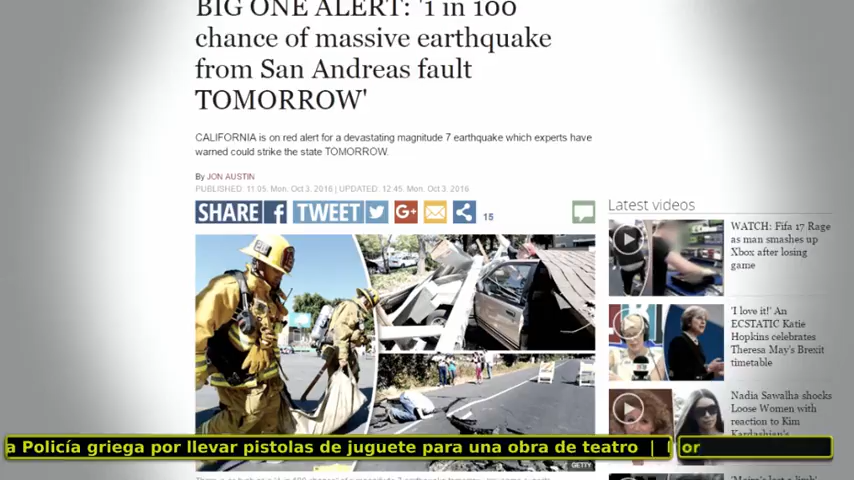 BIG ONE ALERT: '1 in 100
chance of massive earthquake
from San Andreas fault
TOMORROW'
CALIFORNIA is on red alert for a devastating magnitude 7 earthquake which experts have
warned could strike the state TOMORROW.
By JON AUSTIN
PUBLISHED: 11:05, Mon, Oct 3, 2016 | UPDATED: 12:45, Mon, Oct 3, 2016
SHARE f TWEET G+ 15
Latest videos
WATCH: Fifa 17 Rage
as man smashes up
Xbox after losing
game
'I love it!' An
ECSTATIC Katie
Hopkins celebrates
Theresa May's Brexit
timetable
Nadia Sawalha shocks
Loose Women with
reaction to Kim
Kardashian's
GETTY
a Policía griega por llevar pistolas de juguete para una obra de teatro |
or